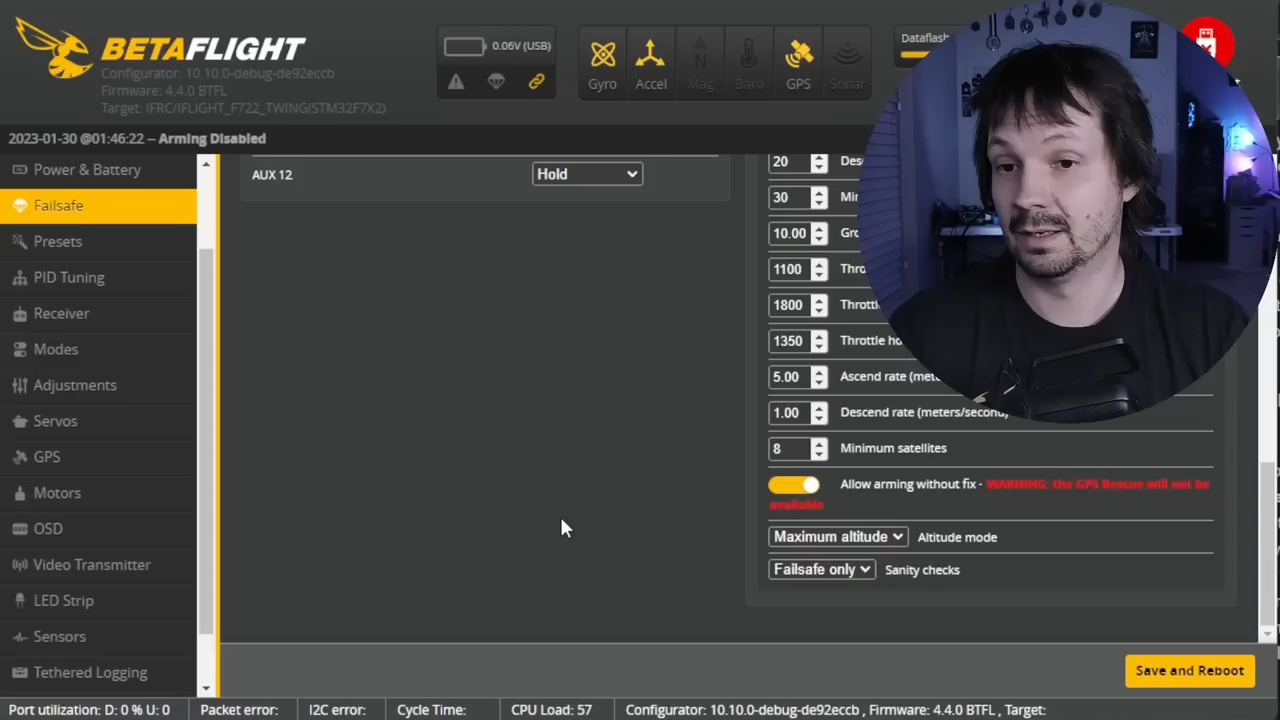 BETAFLIGHT
Configurator: 10.10.0-debug-de92eccb
Firmware: 4.4.0 BTFL
Target: IFRC/IFLIGHT_F722_TWING(STM32F7X2)
0.06V (USB)
Gyro
Accel
Mag
Baro
GPS
Sonar
Dataflash
2023-01-30 @01:46:22 -- Arming Disabled
Power & Battery
Failsafe
Presets
PID Tuning
Receiver
Modes
Adjustments
Servos
GPS
Motors
OSD
Video Transmitter
LED Strip
Sensors
Tethered Logging
AUX 12 Hold
20
30
10.00
1100
1800 Throttle
1350 Throttle
5.00 Ascend rate
1.00 Descend rate (meters/second)
8 Minimum satellites
Allow arming without fix - WARNING: the GPS Rescue will not be
available
Maximum altitude Altitude mode
Failsafe only Sanity checks
Save and Reboot
Port utilization: D: 0 % U: 0 Packet error: I2C error: Cycle Time: CPU Load: 57 Configurator: 10.10.0-debug-de92eccb , Firmware: 4.4.0 BTFL , Target: